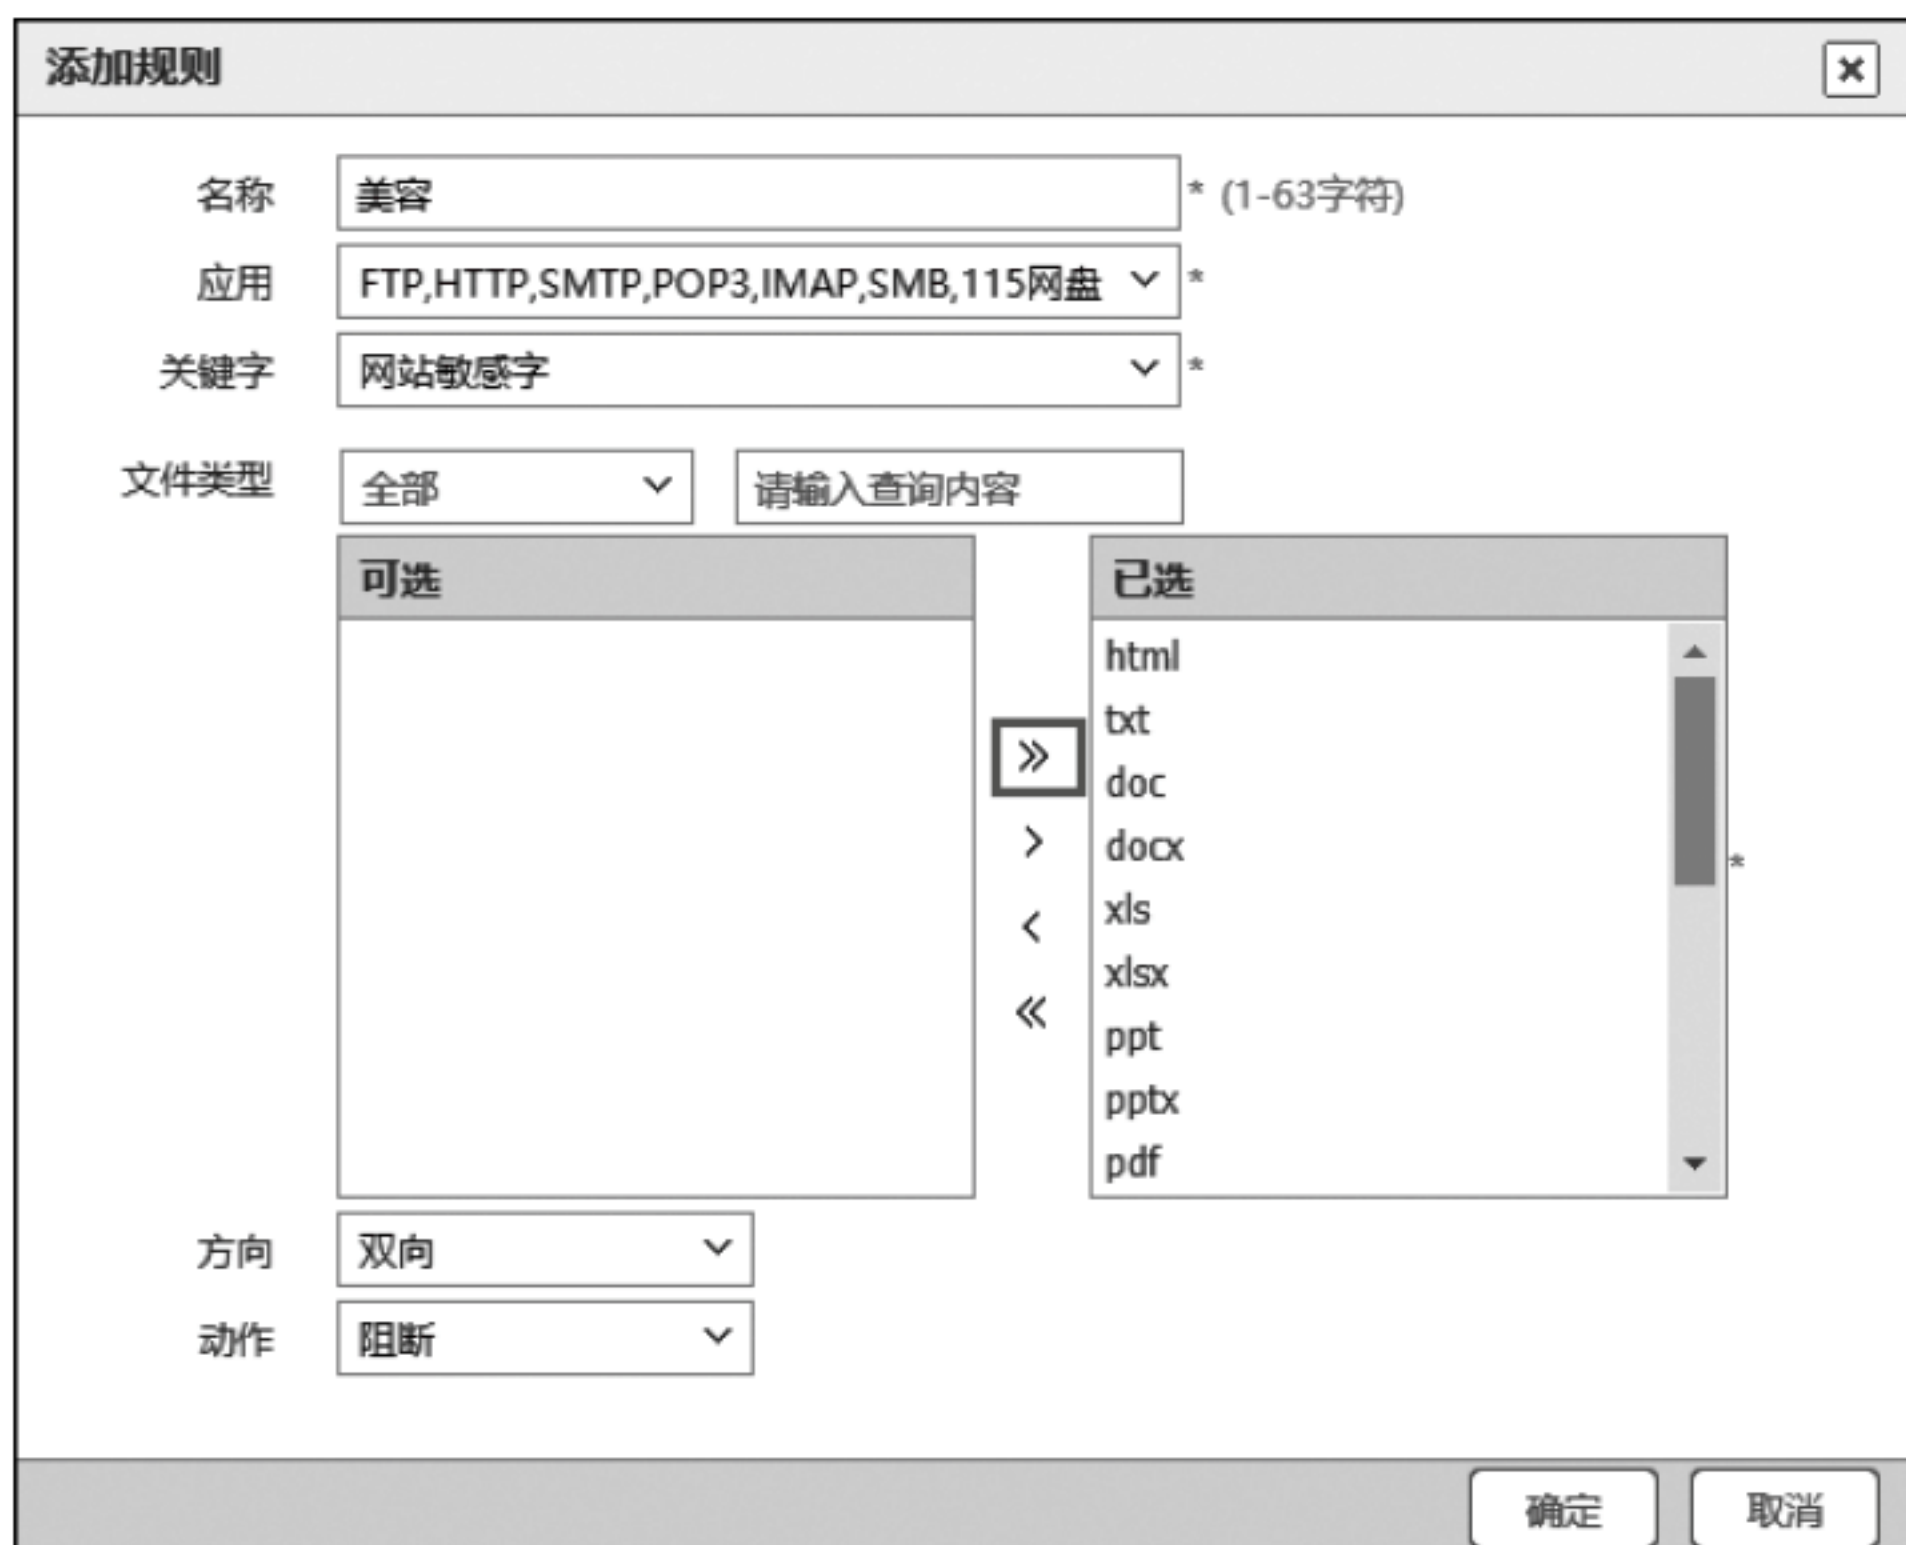 添加规则
名称 美容 * (1-63字符)
应用 FTP,HTTP,SMTP,POP3,IMAP,SMB,115网盘 *
关键字 网站敏感字 *
文件类型 全部 请输入查询内容
可选 已选
html
txt
doc
docx
*
xls
xlsx
ppt
pptx
pdf
方向 双向
动作 阻断
确定 取消